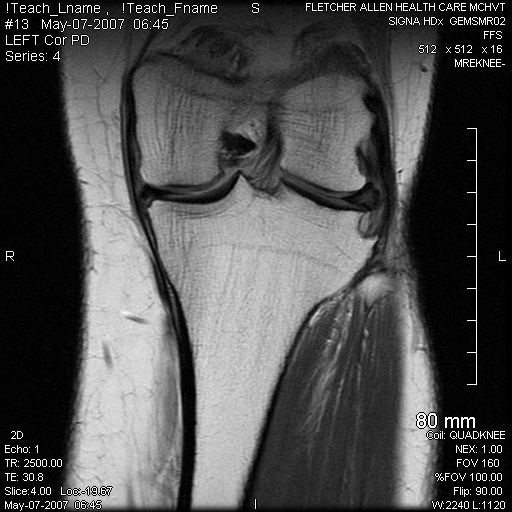 !Teach_Lname , !Teach_Fname
#13 May-07-2007 06:45
LEFT Cor PD
Series: 4
S
FLETCHER ALLEN HEALTH CARE MCHVT
SIGNA HDx GEMSMR02
FFS
512 x 512 x 16
MREKNEE-
R
L
80 mm
2D
Echo: 1
TR: 2500.00
TE: 30.8
Slice:4.00 Loc:-19.67
May-07-2007 06:45
I
Coil: QUADKNEE
NEX: 1.00
FOV 160
%FOV 100.00
Flip: 90.00
W:2240 L:1120